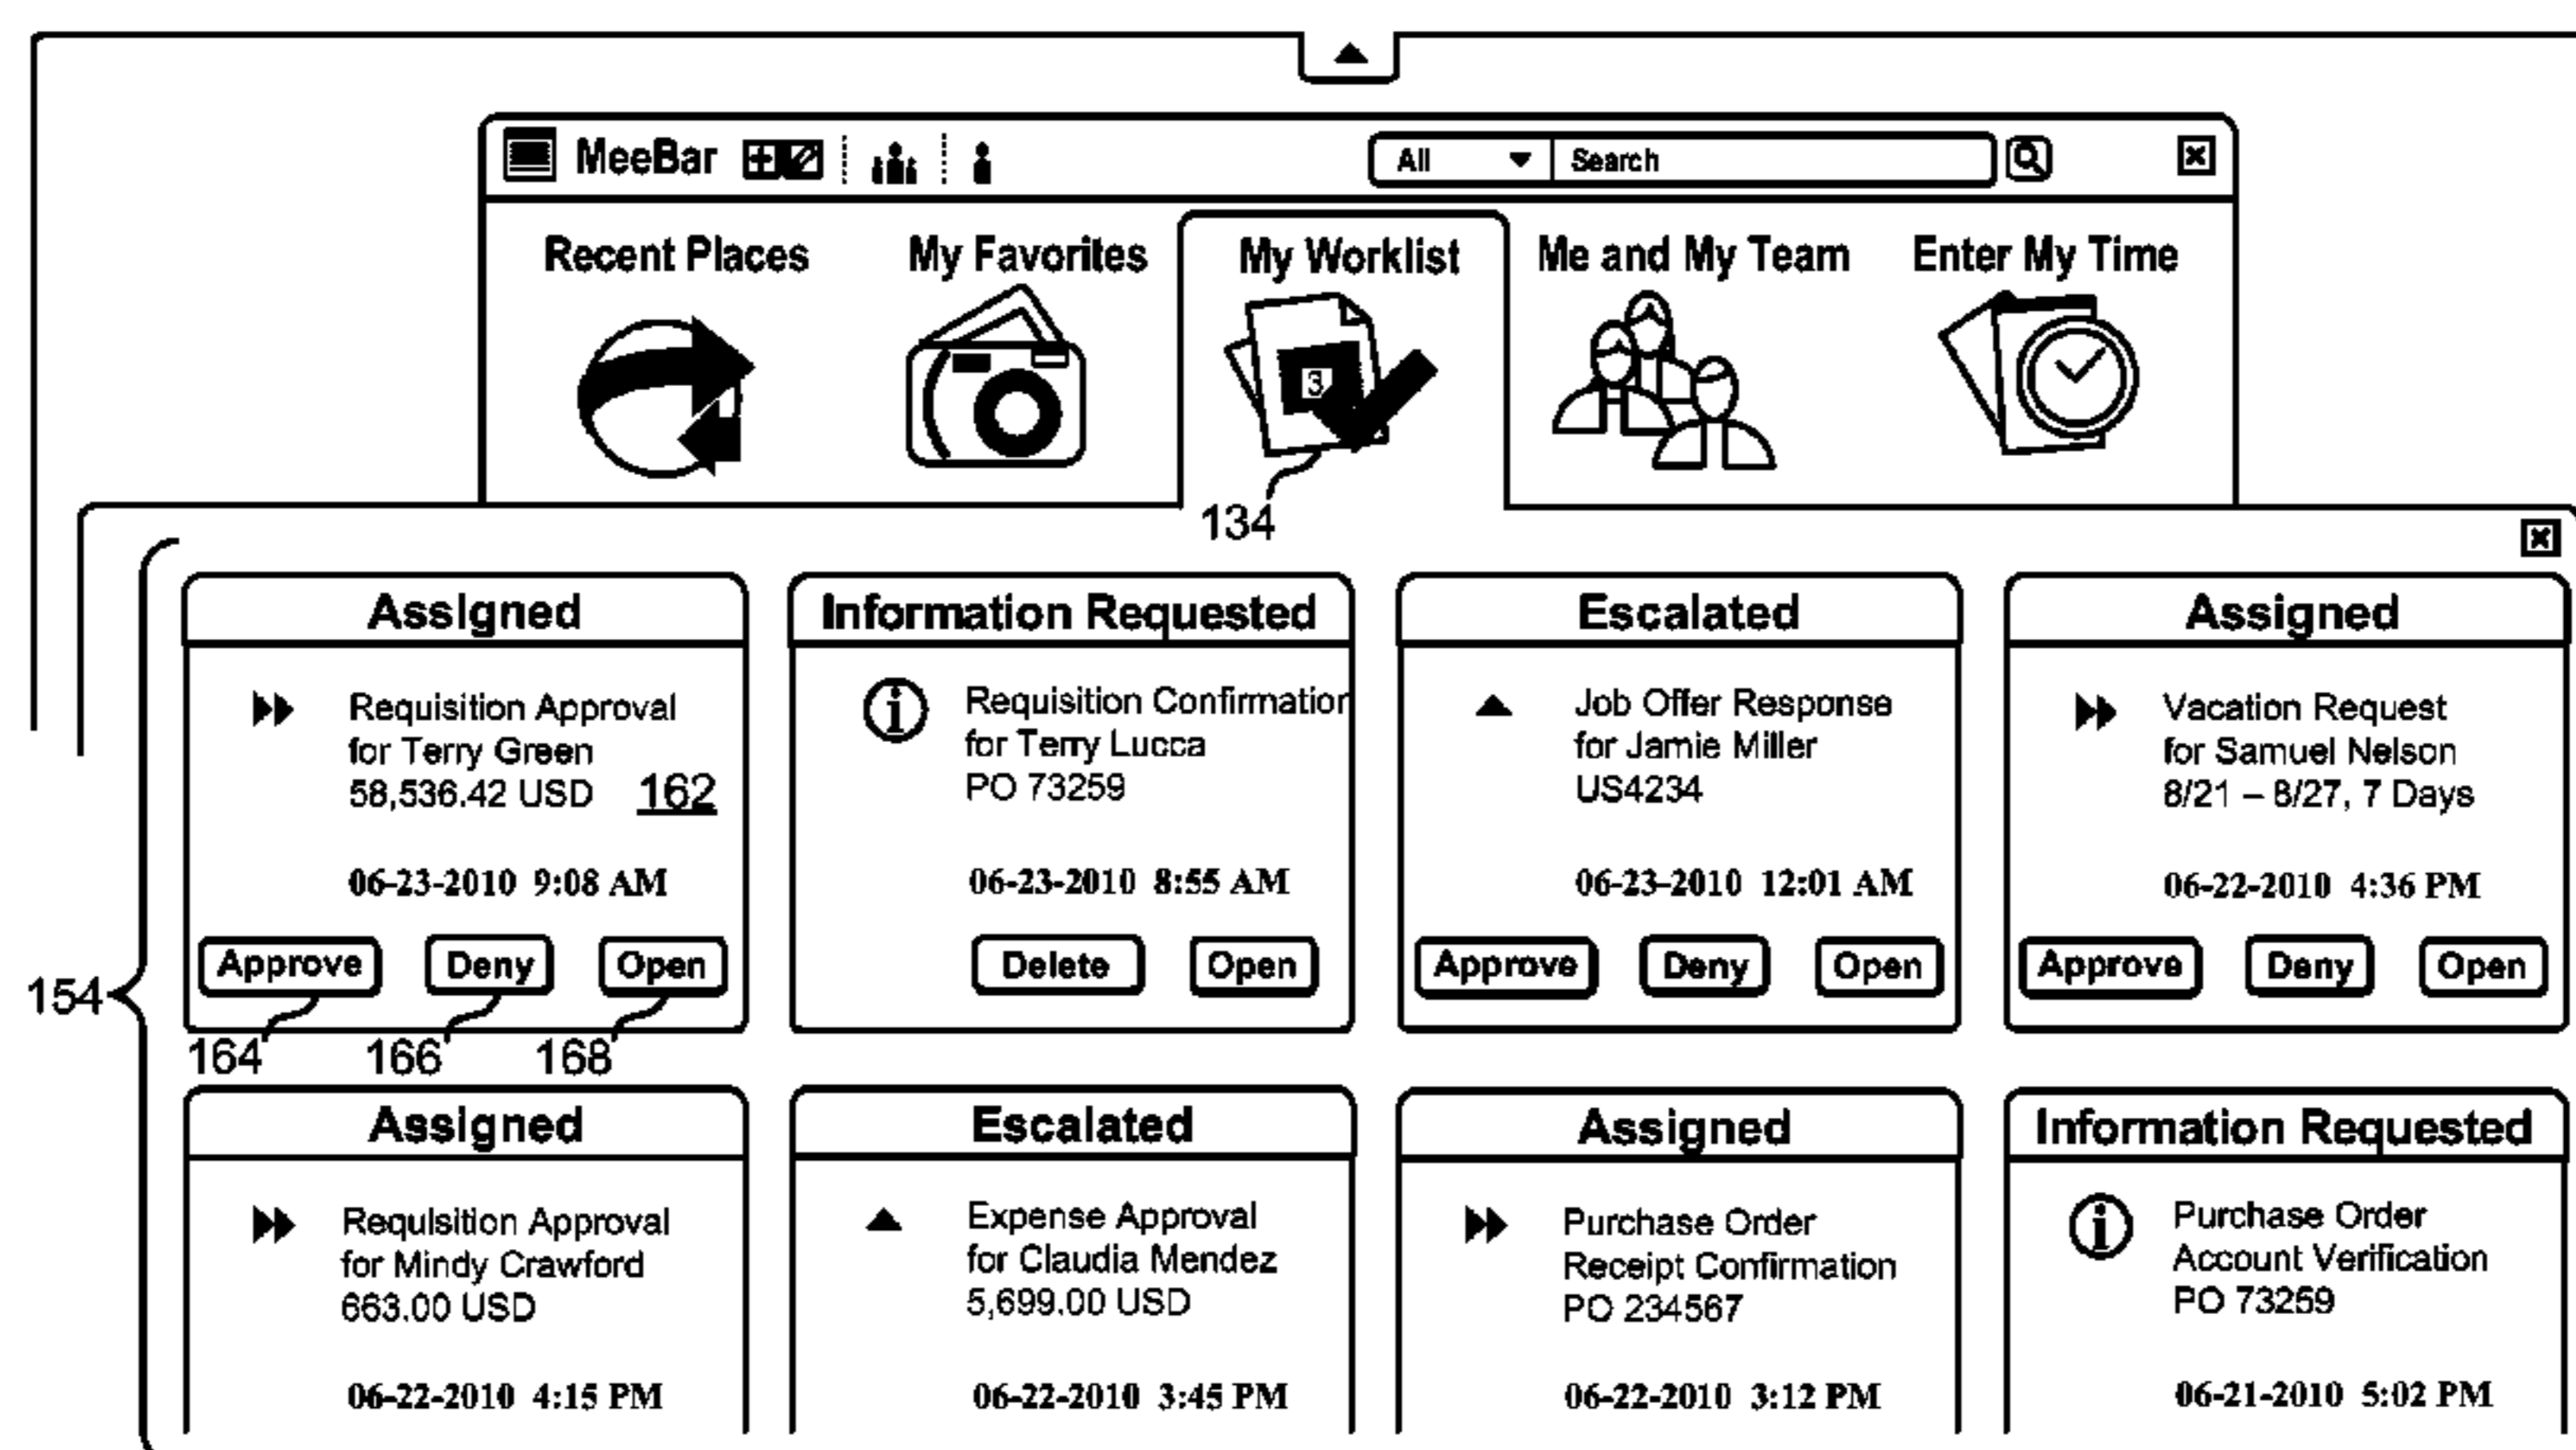 MeeBar All Search
Recent Places My Favorites My Worklist Me and My Team Enter My Time
3
134
Assigned
Requisition Approval
for Terry Green
58,536.42 USD 162
06-23-2010 9:08 AM
Approve Deny Open
Information Requested
Requisition Confirmation
for Terry Lucca
PO 73259
06-23-2010 8:55 AM
Delete Open
Escalated
Job Offer Response
for Jamie Miller
US4234
06-23-2010 12:01 AM
Approve Deny Open
Assigned
Vacation Request
for Samuel Nelson
8/21 – 8/27, 7 Days
06-22-2010 4:36 PM
Approve Deny Open
154
164 166 168
Assigned
Requisition Approval
for Mindy Crawford
663.00 USD
06-22-2010 4:15 PM
Escalated
Expense Approval
for Claudia Mendez
5,699.00 USD
06-22-2010 3:45 PM
Assigned
Purchase Order
Receipt Confirmation
PO 234567
06-22-2010 3:12 PM
Information Requested
Purchase Order
Account Verification
PO 73259
06-21-2010 5:02 PM